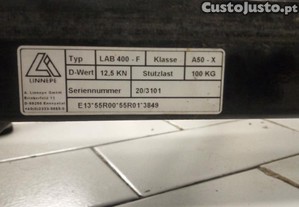 CustoJusto.pt
Typ LAB 400 - F Klasse A50 - X
D-Wert 12,5 KN Stutzlast 100 KG
LINNEPE
Seriennummer 20/3101
E13*55R00*55R01*3849